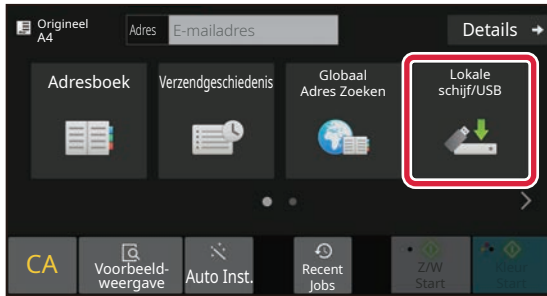 Origineel
A4
Adres
E-mailadres
Details
Adresboek
Verzendgeschiedenis
Globaal
Adres Zoeken
Lokale
schijf/USB
CA
Voorbeeld-
weergave
Auto Inst.
Recent
Jobs
Z/W
Start
Kleur
Start